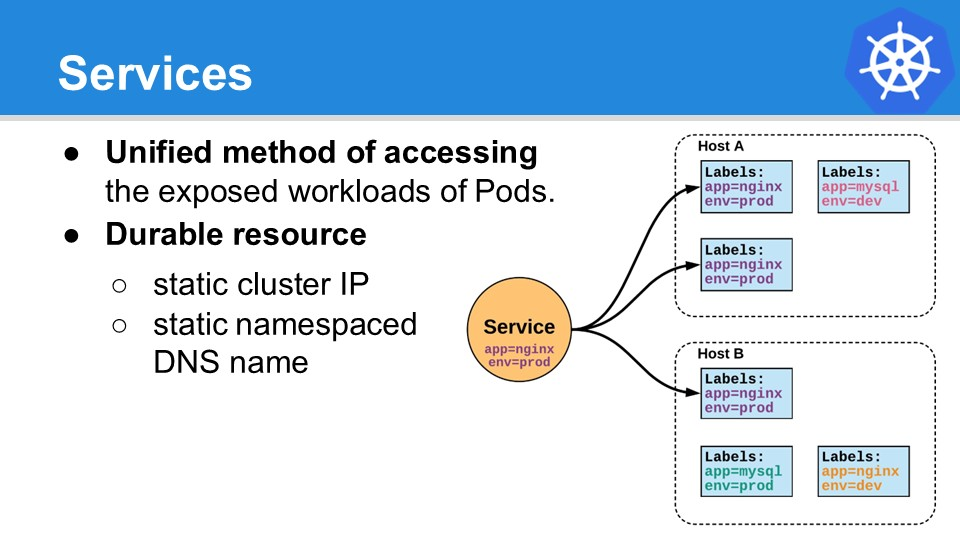 Services
● Unified method of accessing
the exposed workloads of Pods.
● Durable resource
○ static cluster IP
○ static namespaced
DNS name
Service
app=nginx
env=prod
Host A
Labels:
app=nginx
env=prod
Labels:
app=mysql
env=dev
Labels:
app=nginx
env=prod
Host B
Labels:
app=nginx
env=prod
Labels:
app=mysql
env=prod
Labels:
app=nginx
env=dev